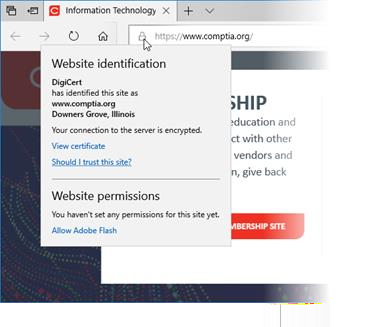 Information Technology
https://www.comptia.org/
Website identification
DigiCert
has identified this site as
www.comptia.org
Downers Grove, Illinois
Your connection to the server is encrypted.
View certificate
Should I trust this site?
Website permissions
You haven't set any permissions for this site yet.
Allow Adobe Flash
SHIP
education and
ct with other
vendors and
n, give back
MBERSHIP SITE